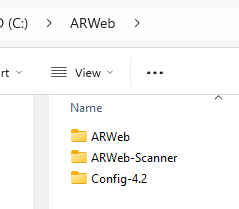 (C:) > ARWeb >
View
Name
ARWeb
ARWeb-Scanner
Config-4.2